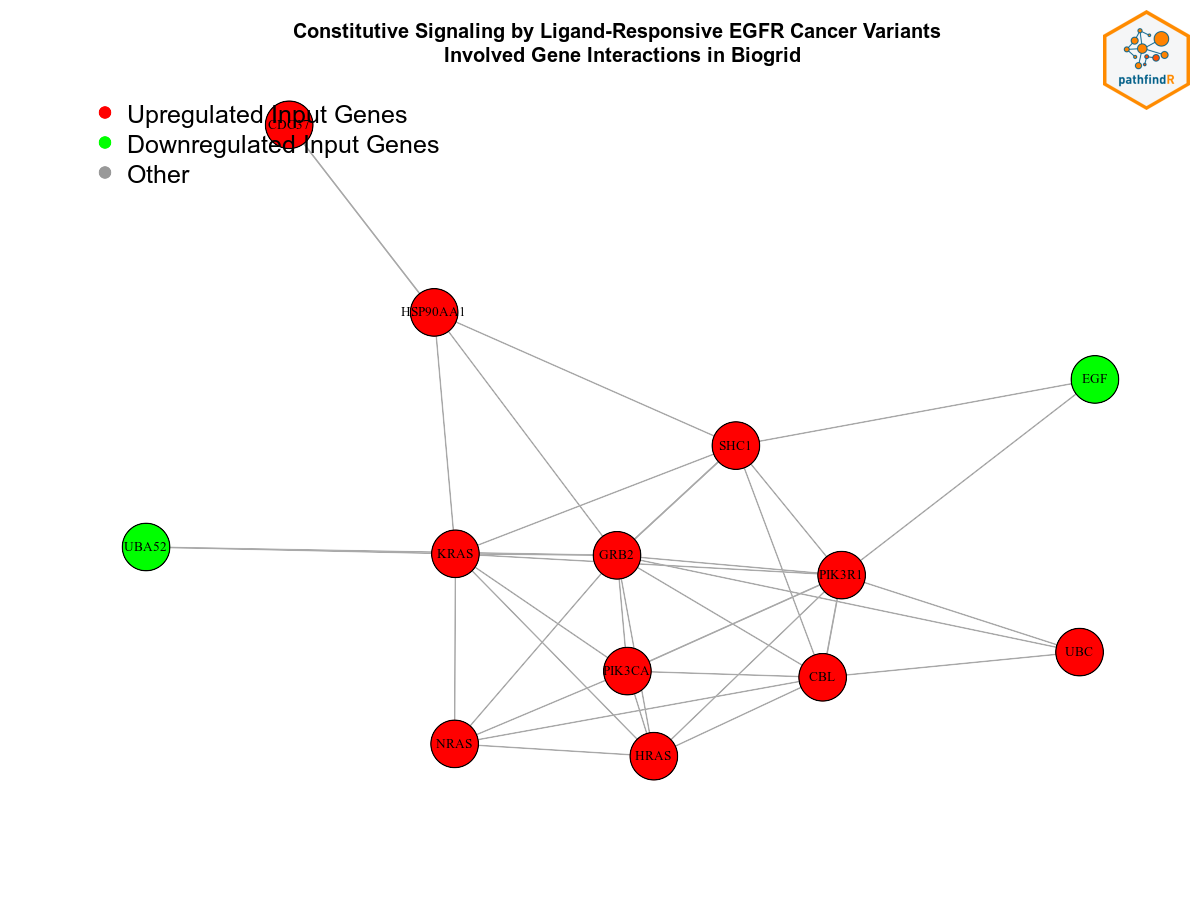 Constitutive Signaling by Ligand-Responsive EGFR Cancer Variants
Involved Gene Interactions in Biogrid
pathfindR
Upregulated Input Genes
Downregulated Input Genes
Other
CDC37
HSP90AA1
EGF
SHC1
UBA52
KRAS
GRB2
PIK3R1
UBC
PIK3CA
CBL
NRAS
HRAS